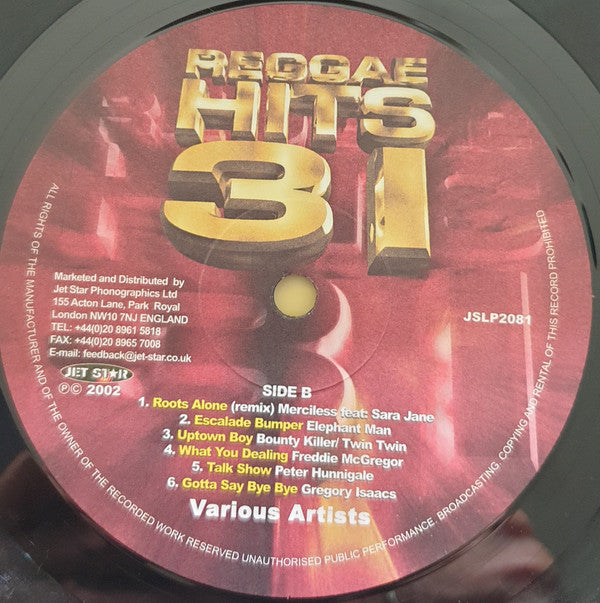 REGGAE
HITS
31
Marketed and Distributed by
Jet Star Phonographics Ltd
155 Acton Lane, Park Royal
London NW10 7NJ ENGLAND
TEL: +44(0)20 8961 5818
FAX: +44(0)20 8965 7008
E-mail: feedback@jet-star.co.uk
JET STAR
℗© 2002
JSLP2081
SIDE B
1. Roots Alone (remix) Merciless feat: Sara Jane
2. Escalade Bumper Elephant Man
3. Uptown Boy Bounty Killer/ Twin Twin
4. What You Dealing Freddie McGregor
5. Talk Show Peter Hunnigale
6. Gotta Say Bye Bye Gregory Isaacs
Various Artists
ALL RIGHTS OF THE MANUFACTURER AND OF THE OWNER OF THE RECORDED WORK RESERVED UNAUTHORISED PUBLIC PERFORMANCE. BROADCASTING. COPYING AND RENTAL OF THIS RECORD PROHIBITED